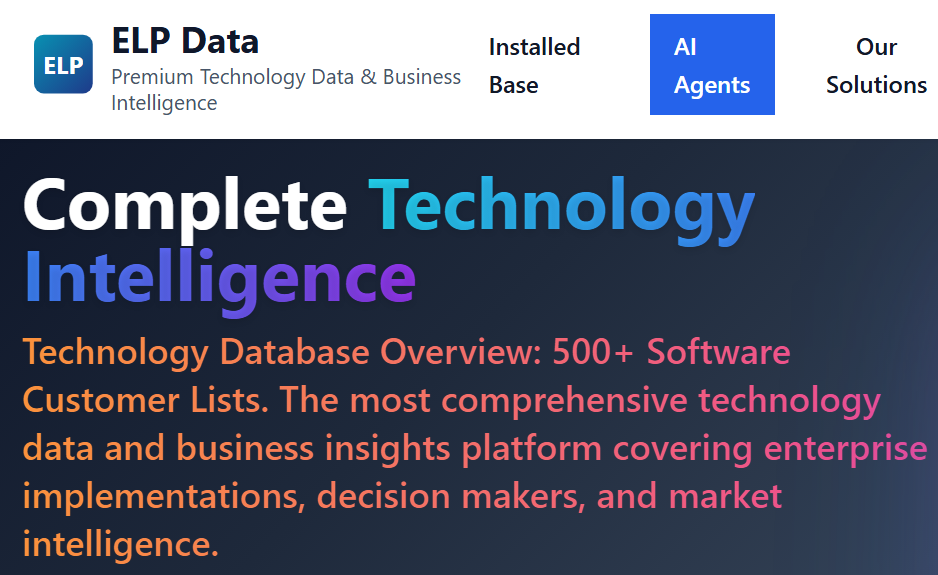 ELP
ELP Data
Premium Technology Data & Business
Intelligence
Installed
Base
AI
Agents
Our
Solutions
Complete Technology
Intelligence
Technology Database Overview: 500+ Software
Customer Lists. The most comprehensive technology
data and business insights platform covering enterprise
implementations, decision makers, and market
intelligence.